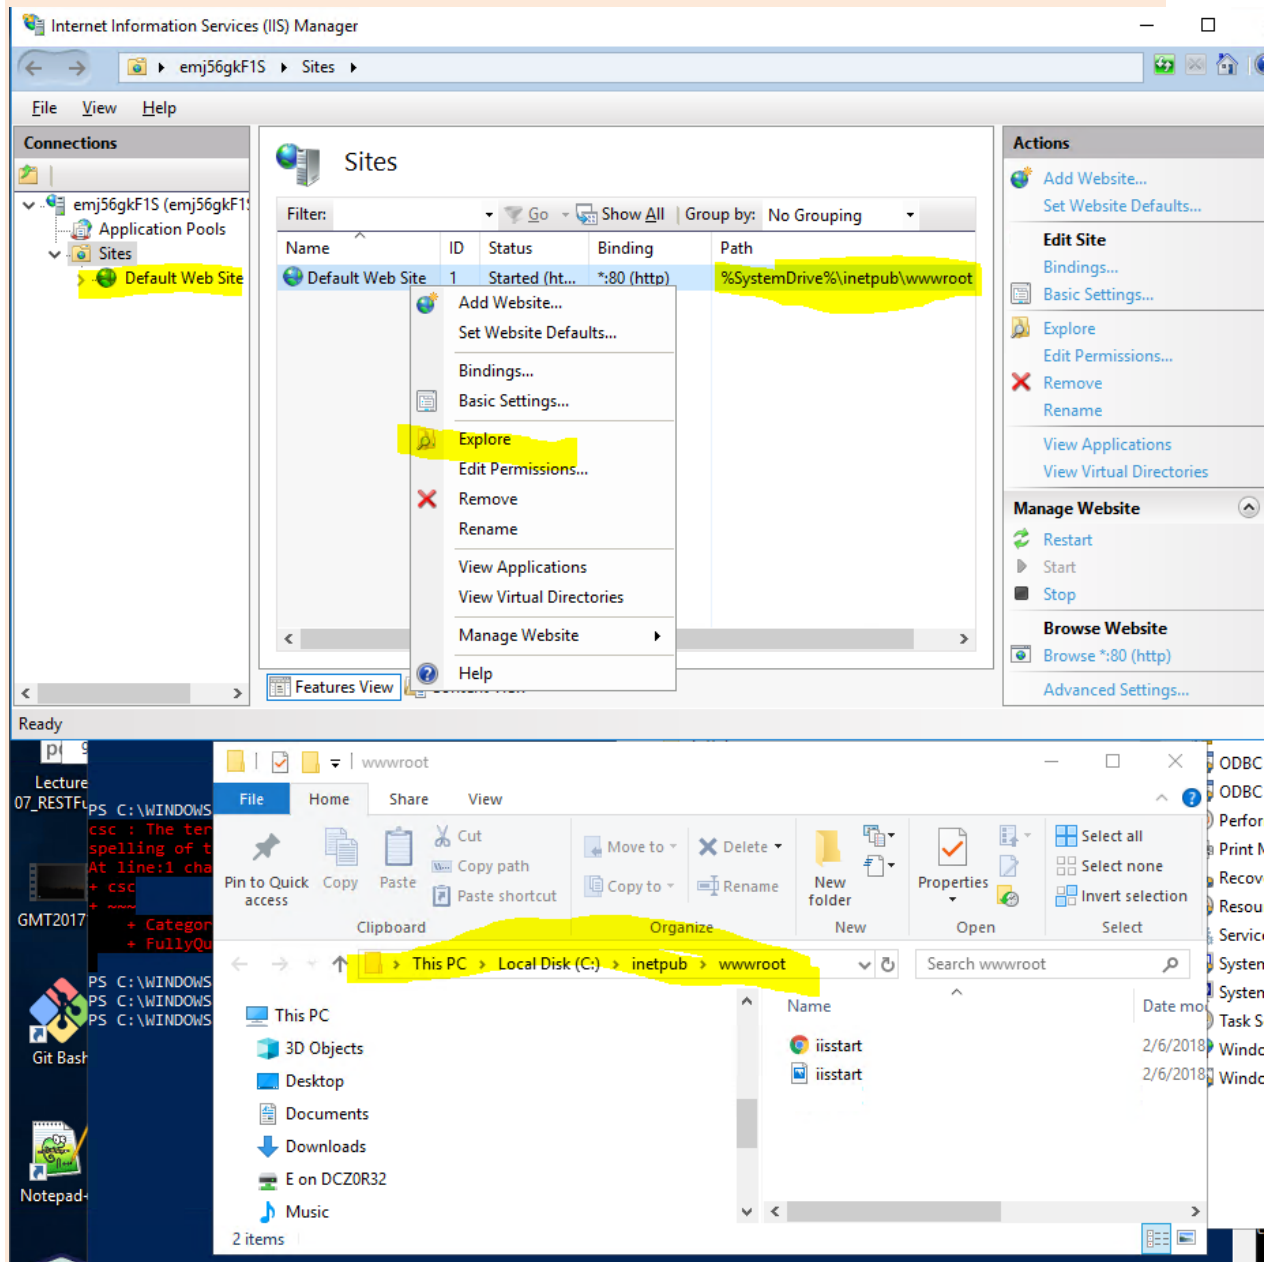 Internet Information Services (IIS) Manager
emj56gkF1S Sites
File View Help
Connections
emj56gkF1S (emj56gkF1
Application Pools
Sites
Default Web Site
Sites
Filter: Go Show All Group by: No Grouping
Name ID Status Binding Path
Default Web Site 1 Started (ht... *:80 (http) %SystemDrive%\inetpub\wwwroot
Add Website...
Set Website Defaults...
Bindings...
Basic Settings...
Explore
Edit Permissions...
Remove
Rename
View Applications
View Virtual Directories
Manage Website
Help
Features View
Actions
Add Website...
Set Website Defaults...
Edit Site
Bindings...
Basic Settings...
Explore
Edit Permissions...
Remove
Rename
View Applications
View Virtual Directories
Manage Website
Restart
Start
Stop
Browse Website
Browse *:80 (http)
Advanced Settings...
Ready
Lecture
07_RESTFu
GMT2017
Git Bash
Notepad+
PS C:\WINDOWS
csc : The ter
spelling of t
At line:1 cha
+ csc
+ ~~~
+ Categor
+ FullyQu
PS C:\WINDOWS
PS C:\WINDOWS
PS C:\WINDOWS
wwwroot
File Home Share View
Pin to Quick access
Copy
Paste
Cut
Copy path
Paste shortcut
Clipboard
Move to
Copy to
Delete
Rename
Organize
New folder
New
Properties
Open
Select all
Select none
Invert selection
Select
This PC Local Disk (C:) inetpub wwwroot
Search wwwroot
This PC
3D Objects
Desktop
Documents
Downloads
E on DCZ0R32
Music
Name Date mo
iisstart 2/6/2018
iisstart 2/6/2018
2 items
ODBC
ODBC
Perfor
Print M
Recov
Resou
Service
System
System
Task S
Windo
Windo